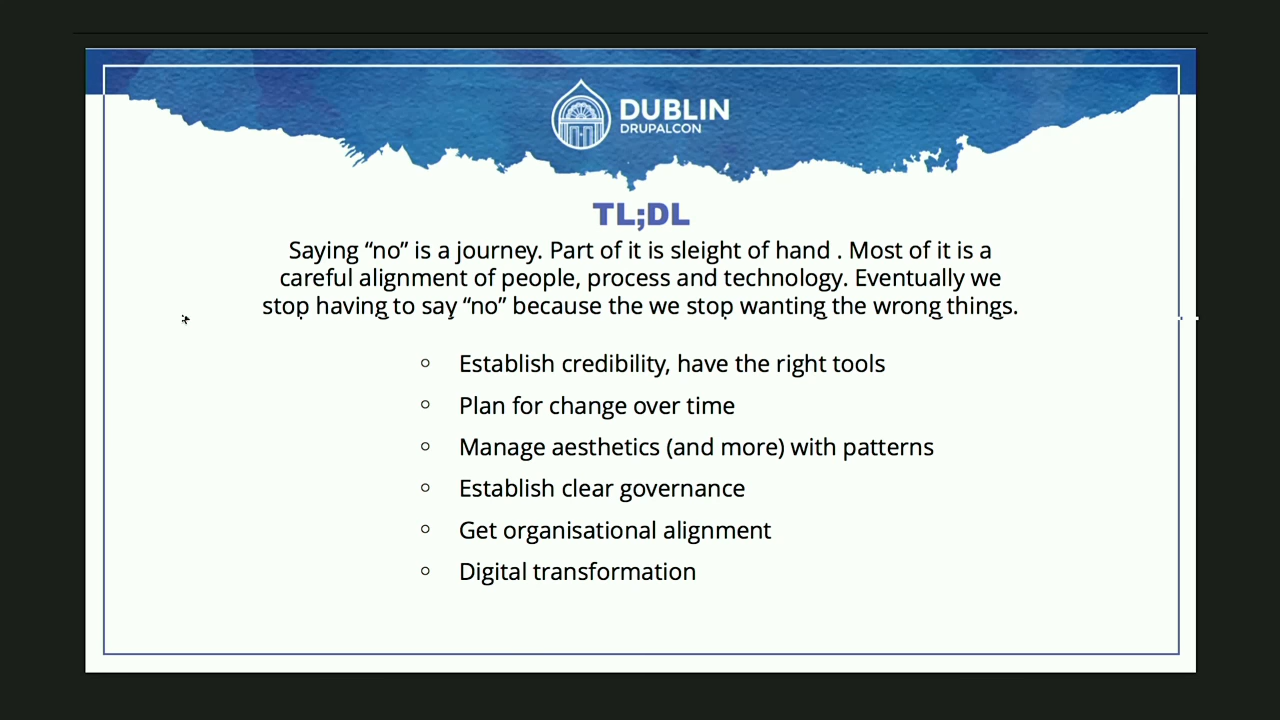 DUBLIN
DRUPALCON
TL;DL
Saying “no” is a journey. Part of it is sleight of hand . Most of it is a
careful alignment of people, process and technology. Eventually we
stop having to say “no” because the we stop wanting the wrong things.
○ Establish credibility, have the right tools
○ Plan for change over time
○ Manage aesthetics (and more) with patterns
○ Establish clear governance
○ Get organisational alignment
○ Digital transformation